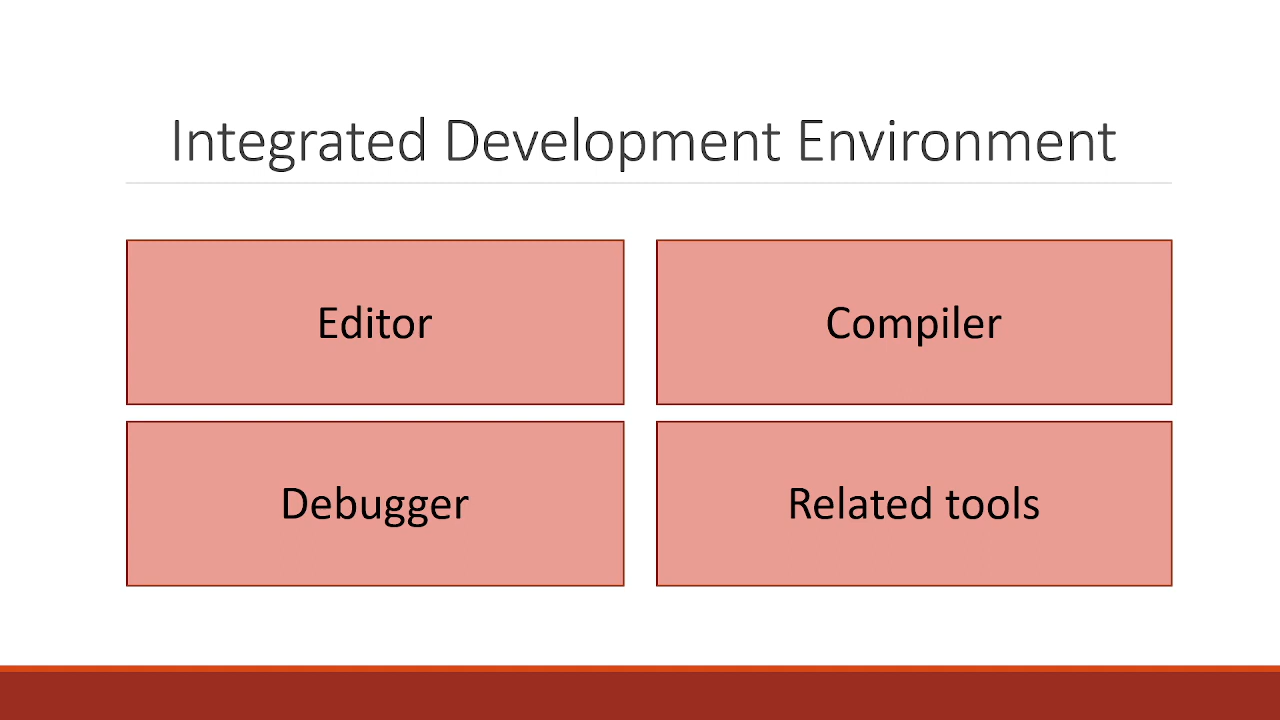 Integrated Development Environment
Editor
Compiler
Debugger
Related tools